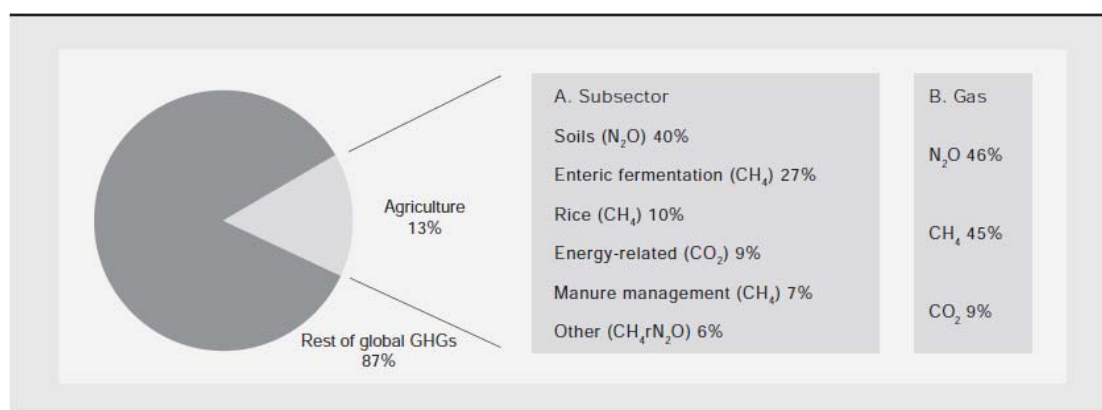 A. Subsector
Soils (N₂O) 40%
Enteric fermentation (CH₄) 27%
Rice (CH₄) 10%
Energy-related (CO₂) 9%
Manure management (CH₄) 7%
Other (CH₄rN₂O) 6%
B. Gas
N₂O 46%
CH₄ 45%
CO₂ 9%
Agriculture
13%
Rest of global GHGs
87%